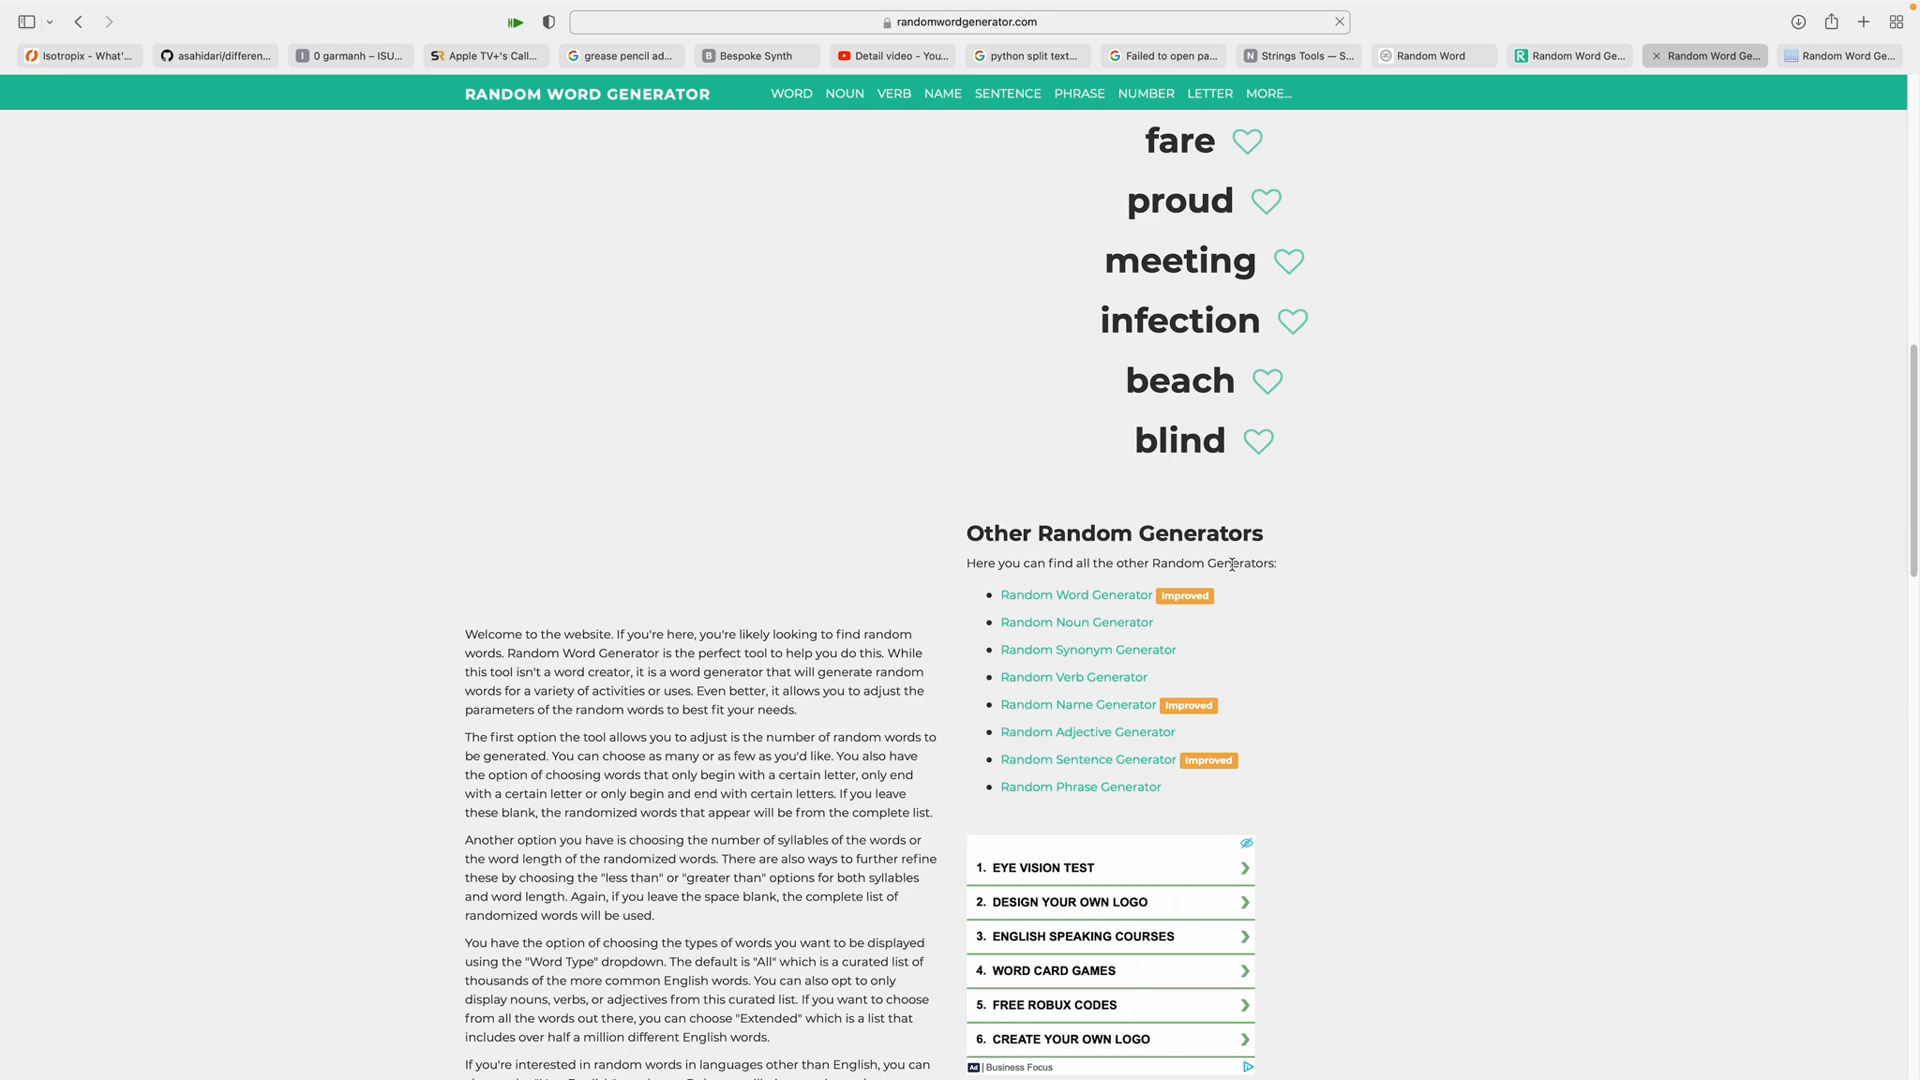 randomwordgenerator.com
Isotropix - What'...
asahidari/differen...
0 garmanh – ISU...
Apple TV+'s Call...
grease pencil ad...
Bespoke Synth
Detail video - You...
python split text...
Failed to open pa...
Strings Tools — S...
Random Word
Random Word Ge...
Random Word Ge...
Random Word Ge...
RANDOM WORD GENERATOR
WORD NOUN VERB NAME SENTENCE PHRASE NUMBER LETTER MORE...
fare
proud
meeting
infection
beach
blind
Welcome to the website. If you're here, you're likely looking to find random
words. Random Word Generator is the perfect tool to help you do this. While
this tool isn't a word creator, it is a word generator that will generate random
words for a variety of activities or uses. Even better, it allows you to adjust the
parameters of the random words to best fit your needs.
The first option the tool allows you to adjust is the number of random words to
be generated. You can choose as many or as few as you'd like. You also have
the option of choosing words that only begin with a certain letter, only end
with a certain letter or only begin and end with certain letters. If you leave
these blank, the randomized words that appear will be from the complete list.
Another option you have is choosing the number of syllables of the words or
the word length of the randomized words. There are also ways to further refine
these by choosing the "less than" or "greater than" options for both syllables
and word length. Again, if you leave the space blank, the complete list of
randomized words will be used.
You have the option of choosing the types of words you want to be displayed
using the "Word Type" dropdown. The default is "All" which is a curated list of
thousands of the more common English words. You can also opt to only
display nouns, verbs, or adjectives from this curated list. If you want to choose
from all the words out there, you can choose "Extended" which is a list that
includes over half a million different English words.
If you're interested in random words in languages other than English, you can
Other Random Generators
Here you can find all the other Random Generators:
Random Word Generator Improved
Random Noun Generator
Random Synonym Generator
Random Verb Generator
Random Name Generator Improved
Random Adjective Generator
Random Sentence Generator Improved
Random Phrase Generator
1. EYE VISION TEST
2. DESIGN YOUR OWN LOGO
3. ENGLISH SPEAKING COURSES
4. WORD CARD GAMES
5. FREE ROBUX CODES
6. CREATE YOUR OWN LOGO
Ad | Business Focus